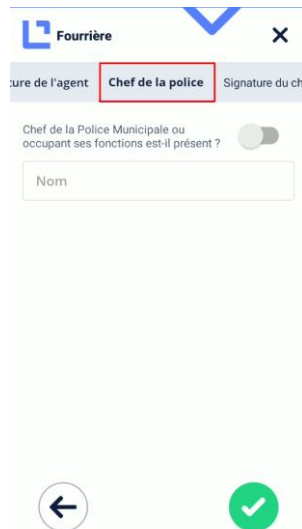 Fourrière
ture de l'agent Chef de la police Signature du ch
Chef de la Police Municipale ou
occupant ses fonctions est-il présent ?
Nom